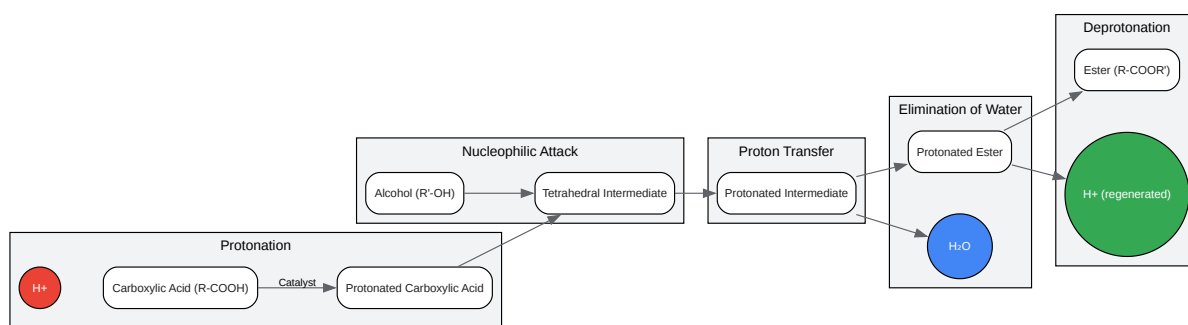 Protonation
H+
Carboxylic Acid (R-COOH)
Catalyst
Protonated Carboxylic Acid
Nucleophilic Attack
Alcohol (R'-OH)
Tetrahedral Intermediate
Proton Transfer
Protonated Intermediate
Elimination of Water
Protonated Ester
H₂O
Deprotonation
Ester (R-COOR')
H+ (regenerated)